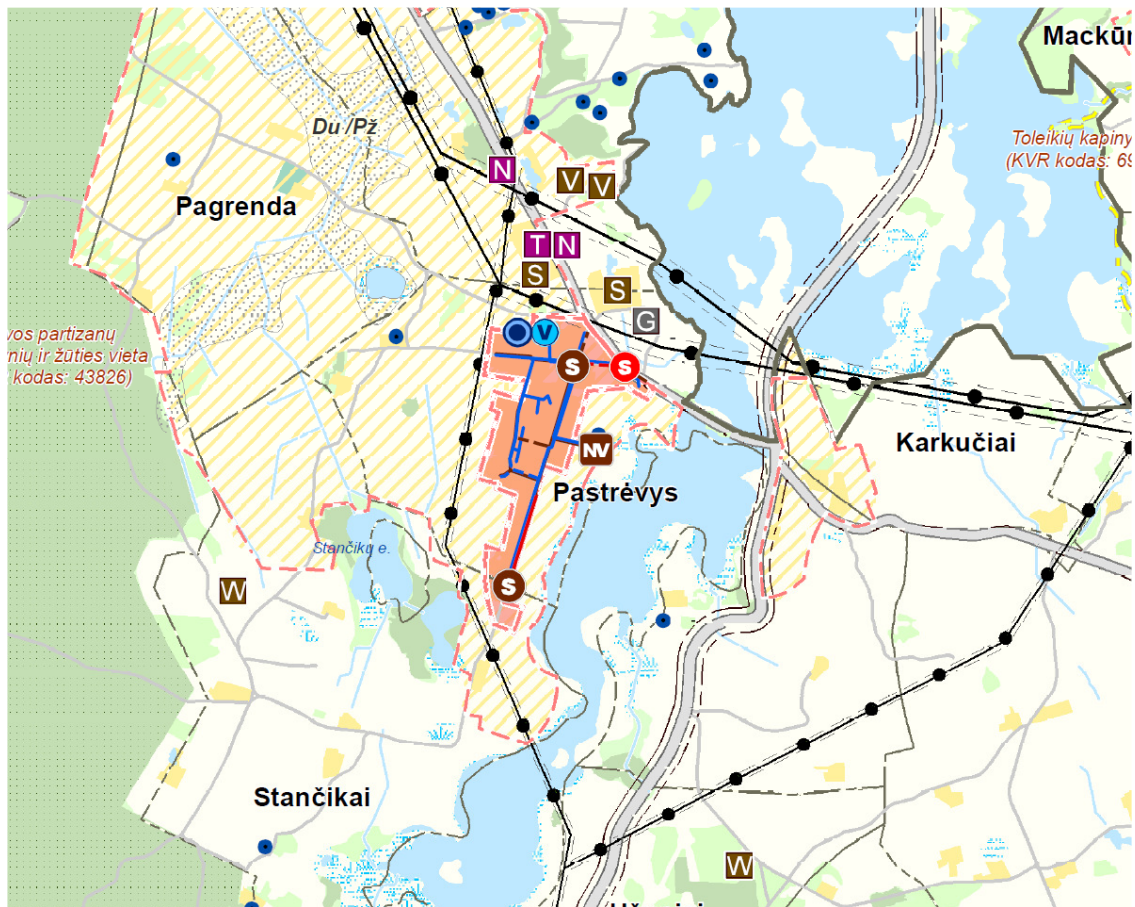 Mackūr
Toleikių kapiny
(KVR kodas: 69
Du /Pž
N
V V
Pagrenda
T N
S
S
G
vos partizanų
nių ir žūties vieta
kodas: 43826)
V
S
S
NV
Karkučiai
Pastrėvys
Stančikų e.
W
S
Stančikai
W